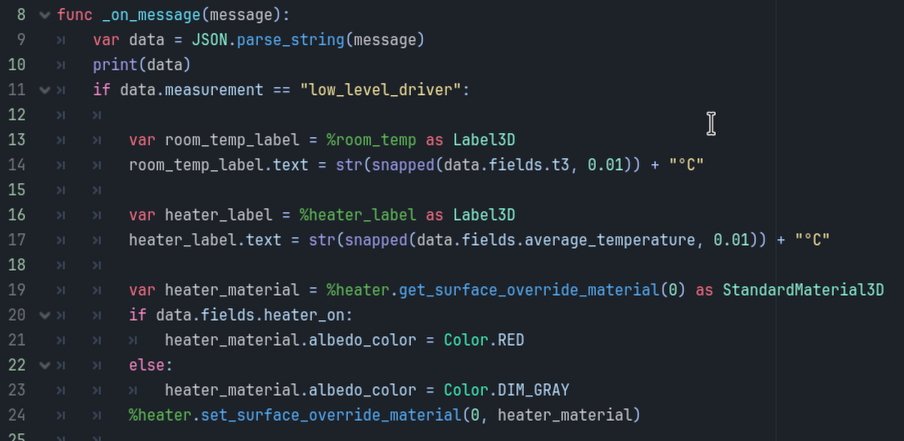 8 func _on_message(message):
9 var data = JSON.parse_string(message)
10 print(data)
11 if data.measurement == "low_level_driver":
12
13 var room_temp_label = %room_temp as Label3D
14 room_temp_label.text = str(snapped(data.fields.t3, 0.01)) + "°C"
15
16 var heater_label = %heater_label as Label3D
17 heater_label.text = str(snapped(data.fields.average_temperature, 0.01)) + "°C"
18
19 var heater_material = %heater.get_surface_override_material(0) as StandardMaterial3D
20 if data.fields.heater_on:
21 heater_material.albedo_color = Color.RED
22 else:
23 heater_material.albedo_color = Color.DIM_GRAY
24 %heater.set_surface_override_material(0, heater_material)
25